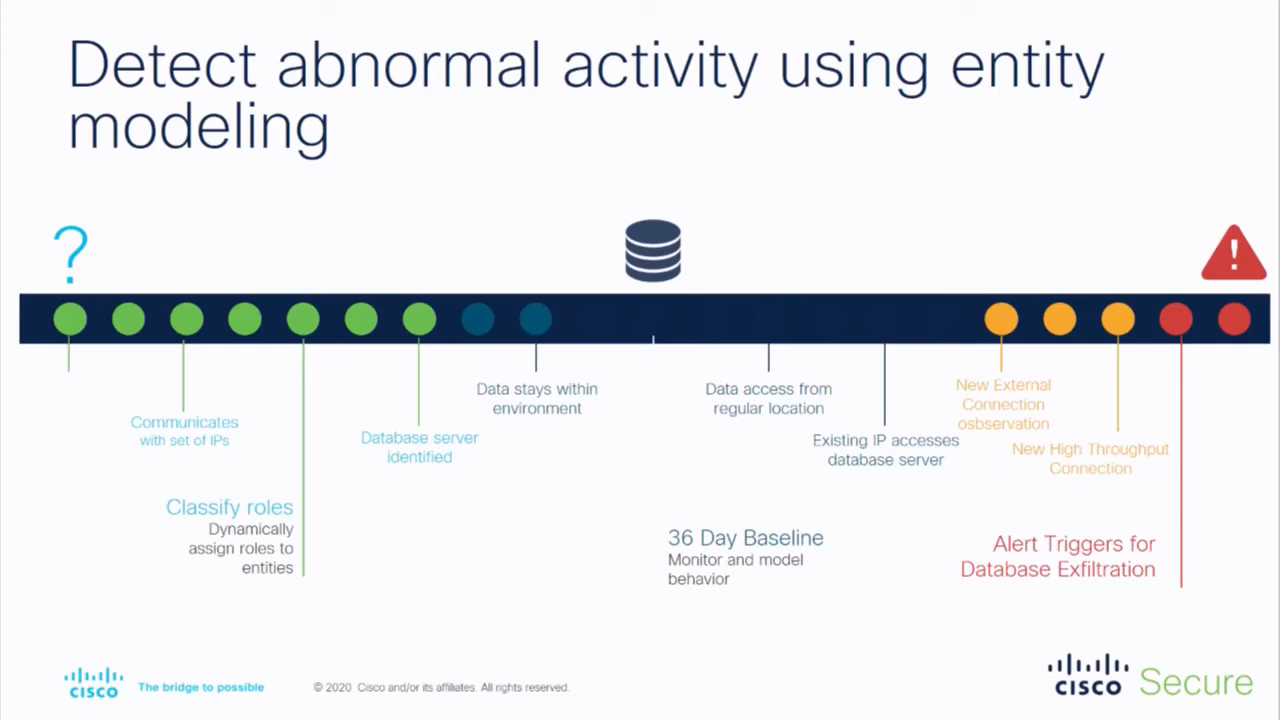 Detect abnormal activity using entity
modeling
?
!
Communicates
with set of IPs
Classify roles
Dynamically
assign roles to
entities
Database server
identified
Data stays within
environment
Data access from
regular location
Existing IP accesses
database server
36 Day Baseline
Monitor and model
behavior
New External
Connection
osbservation
New High Throughput
Connection
Alert Triggers for
Database Exfiltration
CISCO
The bridge to possible
© 2020 Cisco and/or its affiliates. All rights reserved.
CISCO Secure